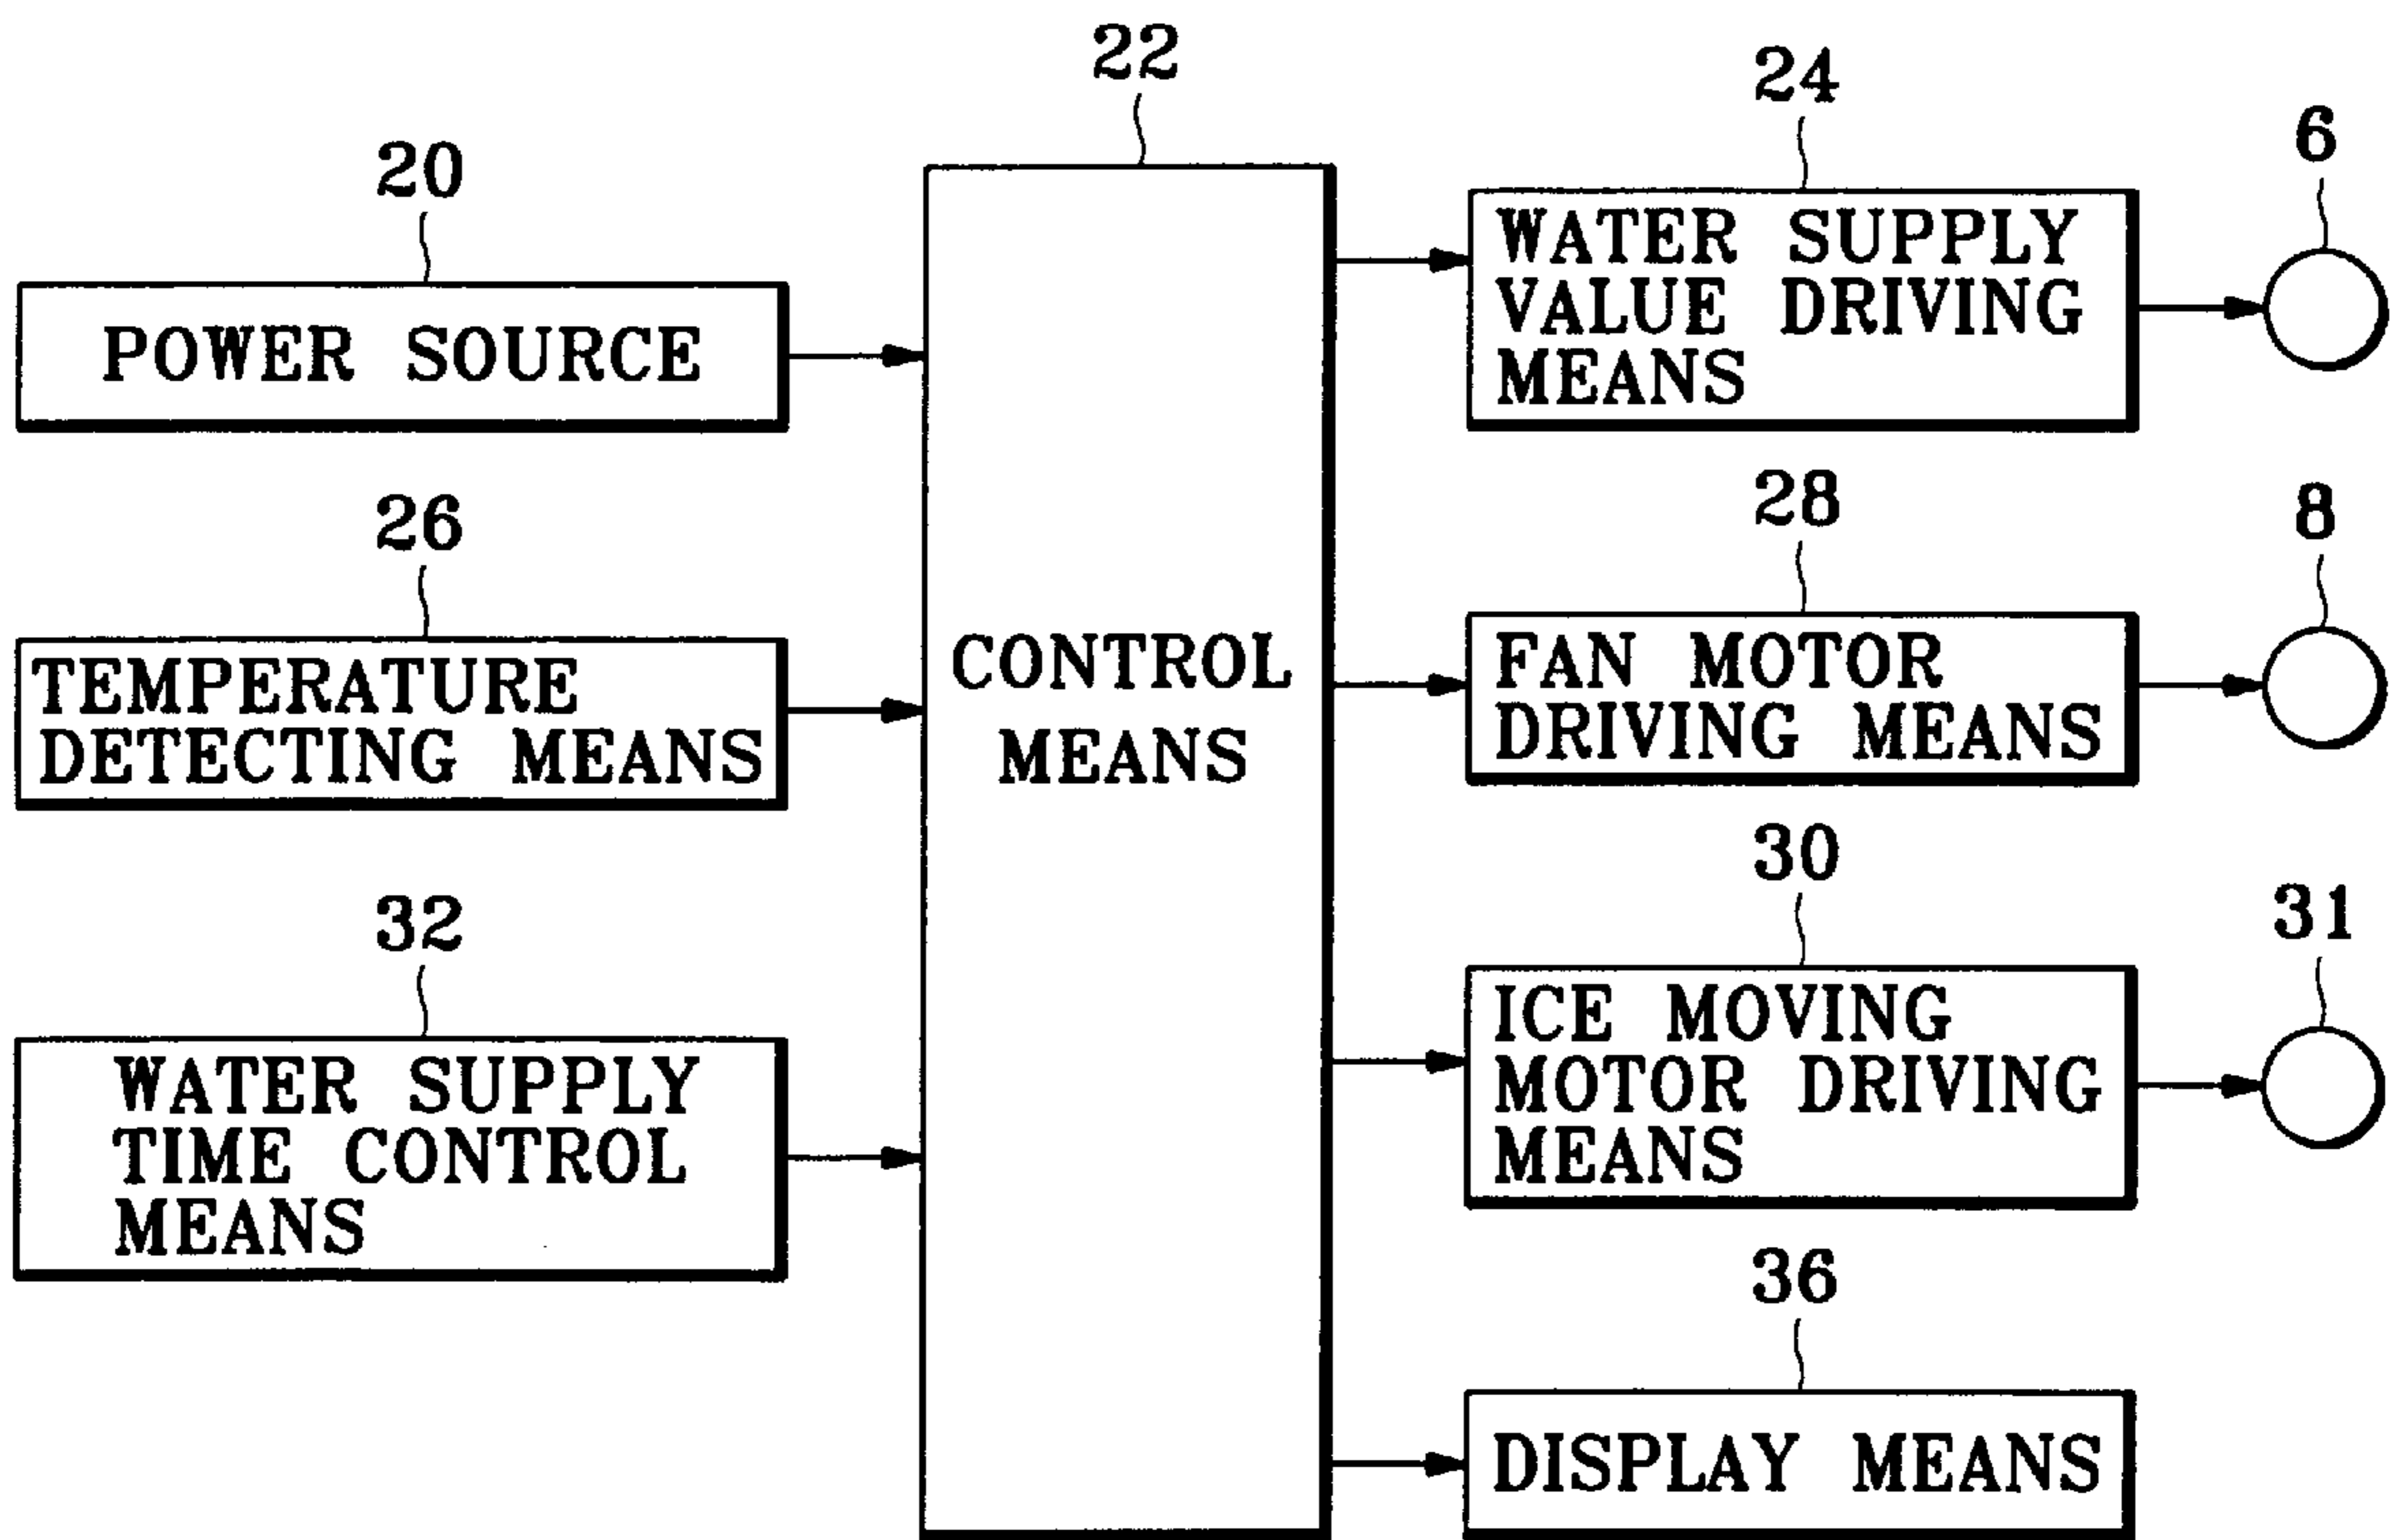 22
24
6
20
WATER SUPPLY
VALUE DRIVING
MEANS
POWER SOURCE
26
28
8
TEMPERATURE
DETECTING MEANS
CONTROL
MEANS
FAN MOTOR
DRIVING MEANS
32
30
31
WATER SUPPLY
TIME CONTROL
MEANS
ICE MOVING
MOTOR DRIVING
MEANS
36
DISPLAY MEANS